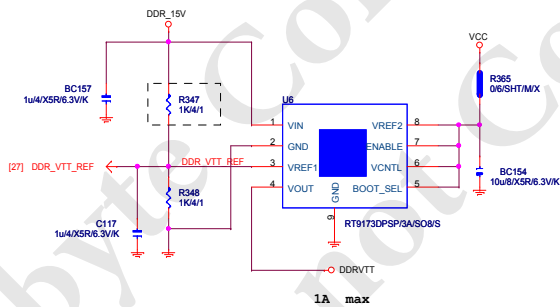 DDR_15V
VCC
BC157
1u/4/X5R/6.3V/K
R347
1K/4/1
U6
R365
0/6/SHT/M/X
1 VIN VREF2 8
2 GND ENABLE 7
[27] DDR_VTT_REF DDR_VTT_REF 3 VREF1 VCNTL 6
4 VOUT BOOT_SEL 5
GND
9
BC154
10u/8/X5R/6.3V/K
R348
1K/4/1
C117
1u/4/X5R/6.3V/K
RT9173DPSP/3A/SO8/S
DDRVTT
1A max
byte Co
not C